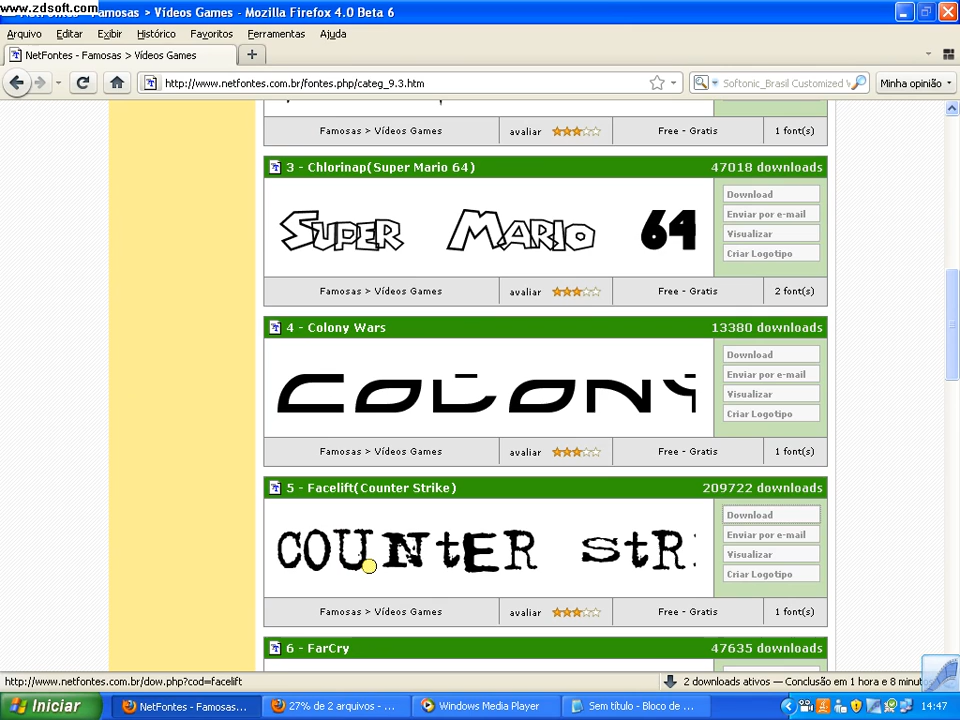 www.zdsoft.com
Famosas > Vídeos Games - Mozilla Firefox 4.0 Beta 6
Arquivo Editar Exibir Histórico Favoritos Ferramentas Ajuda
NetFontes - Famosas > Vídeos Games
http://www.netfontes.com.br/fontes.php/categ_9.3.htm
Softonic_Brasil Customized
Minha opinião
Famosas > Vídeos Games avaliar Free - Gratis 1 font(s)
3 - Chlorinap(Super Mario 64) 47018 downloads
Super Mario 64
Download
Enviar por e-mail
Visualizar
Criar Logotipo
Famosas > Vídeos Games avaliar Free - Gratis 2 font(s)
4 - Colony Wars 13380 downloads
Colony
Download
Enviar por e-mail
Visualizar
Criar Logotipo
Famosas > Vídeos Games avaliar Free - Gratis 1 font(s)
5 - Facelift(Counter Strike) 209722 downloads
COUNtER StR
Download
Enviar por e-mail
Visualizar
Criar Logotipo
Famosas > Vídeos Games avaliar Free - Gratis 1 font(s)
6 - FarCry 47635 downloads
http://www.netfontes.com.br/dow.php?cod=facelift
2 downloads ativos — Conclusão em 1 hora e 8 minuto
Iniciar
NetFontes - Famosas...
27% de 2 arquivos - ...
Windows Media Player
Sem título - Bloco de ...
14:47